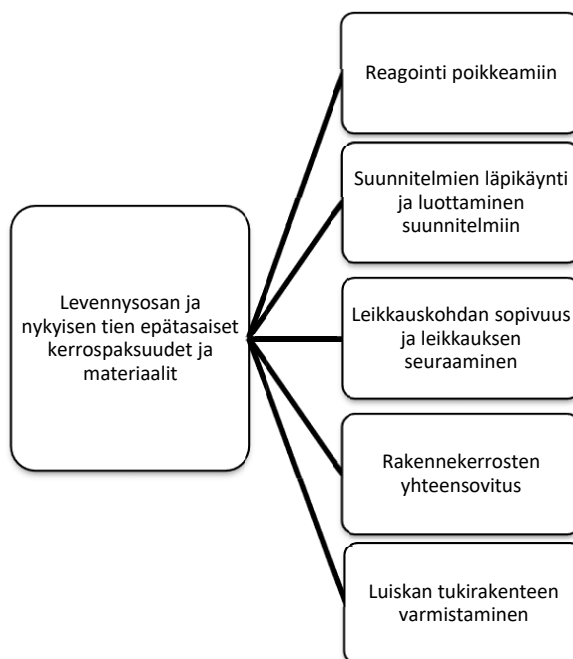 Reagointi poikkeamiin
Suunnitelmien läpikäynti
ja luottaminen
suunnitelmiin
Levennysosan ja
nykyisen tien epätasaiset
kerrospaksuudet ja
materiaalit
Leikkauskohdan sopivuus
ja leikkauksen
seuraaminen
Rakennekerrosten
yhteensovitus
Luiskan tukirakenteen
varmistaminen